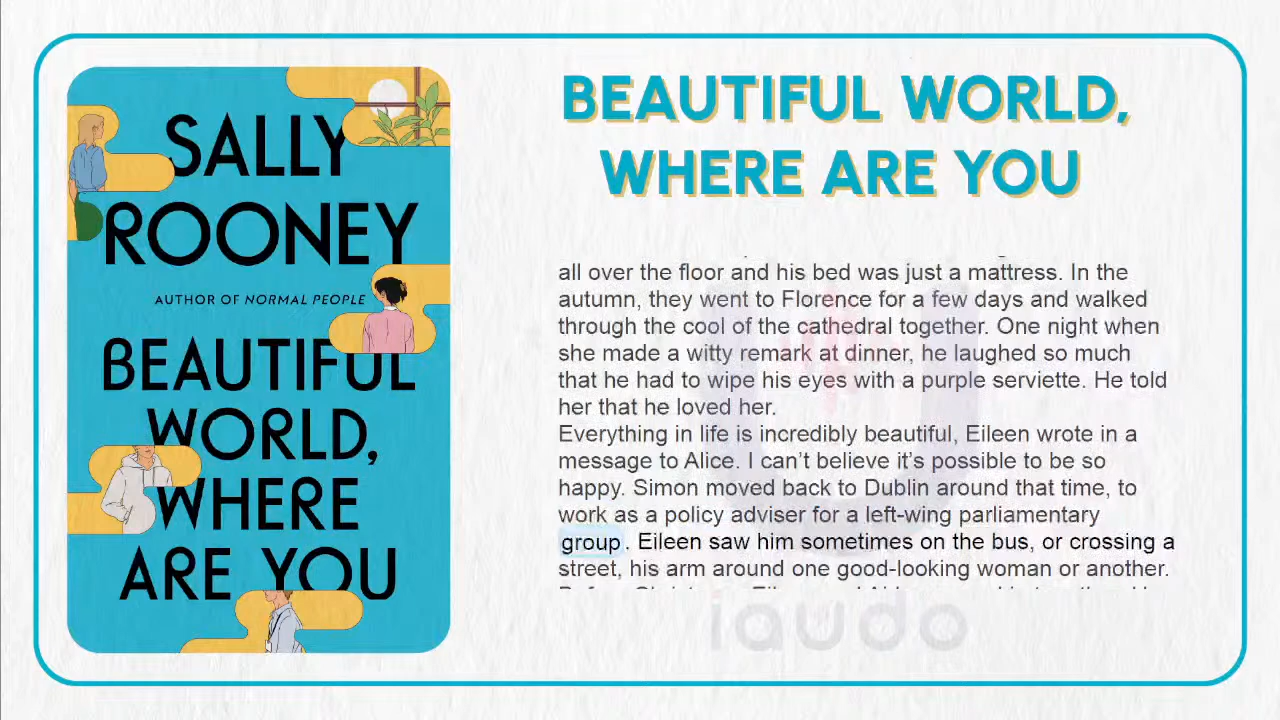 SALLY
ROONEY
AUTHOR OF NORMAL PEOPLE
BEAUTIFUL
WORLD,
WHERE
ARE YOU
BEAUTIFUL WORLD,
WHERE ARE YOU
all over the floor and his bed was just a mattress. In the
autumn, they went to Florence for a few days and walked
through the cool of the cathedral together. One night when
she made a witty remark at dinner, he laughed so much
that he had to wipe his eyes with a purple serviette. He told
her that he loved her.
Everything in life is incredibly beautiful, Eileen wrote in a
message to Alice. I can’t believe it’s possible to be so
happy. Simon moved back to Dublin around that time, to
work as a policy adviser for a left-wing parliamentary
group. Eileen saw him sometimes on the bus, or crossing a
street, his arm around one good-looking woman or another.
iaudo